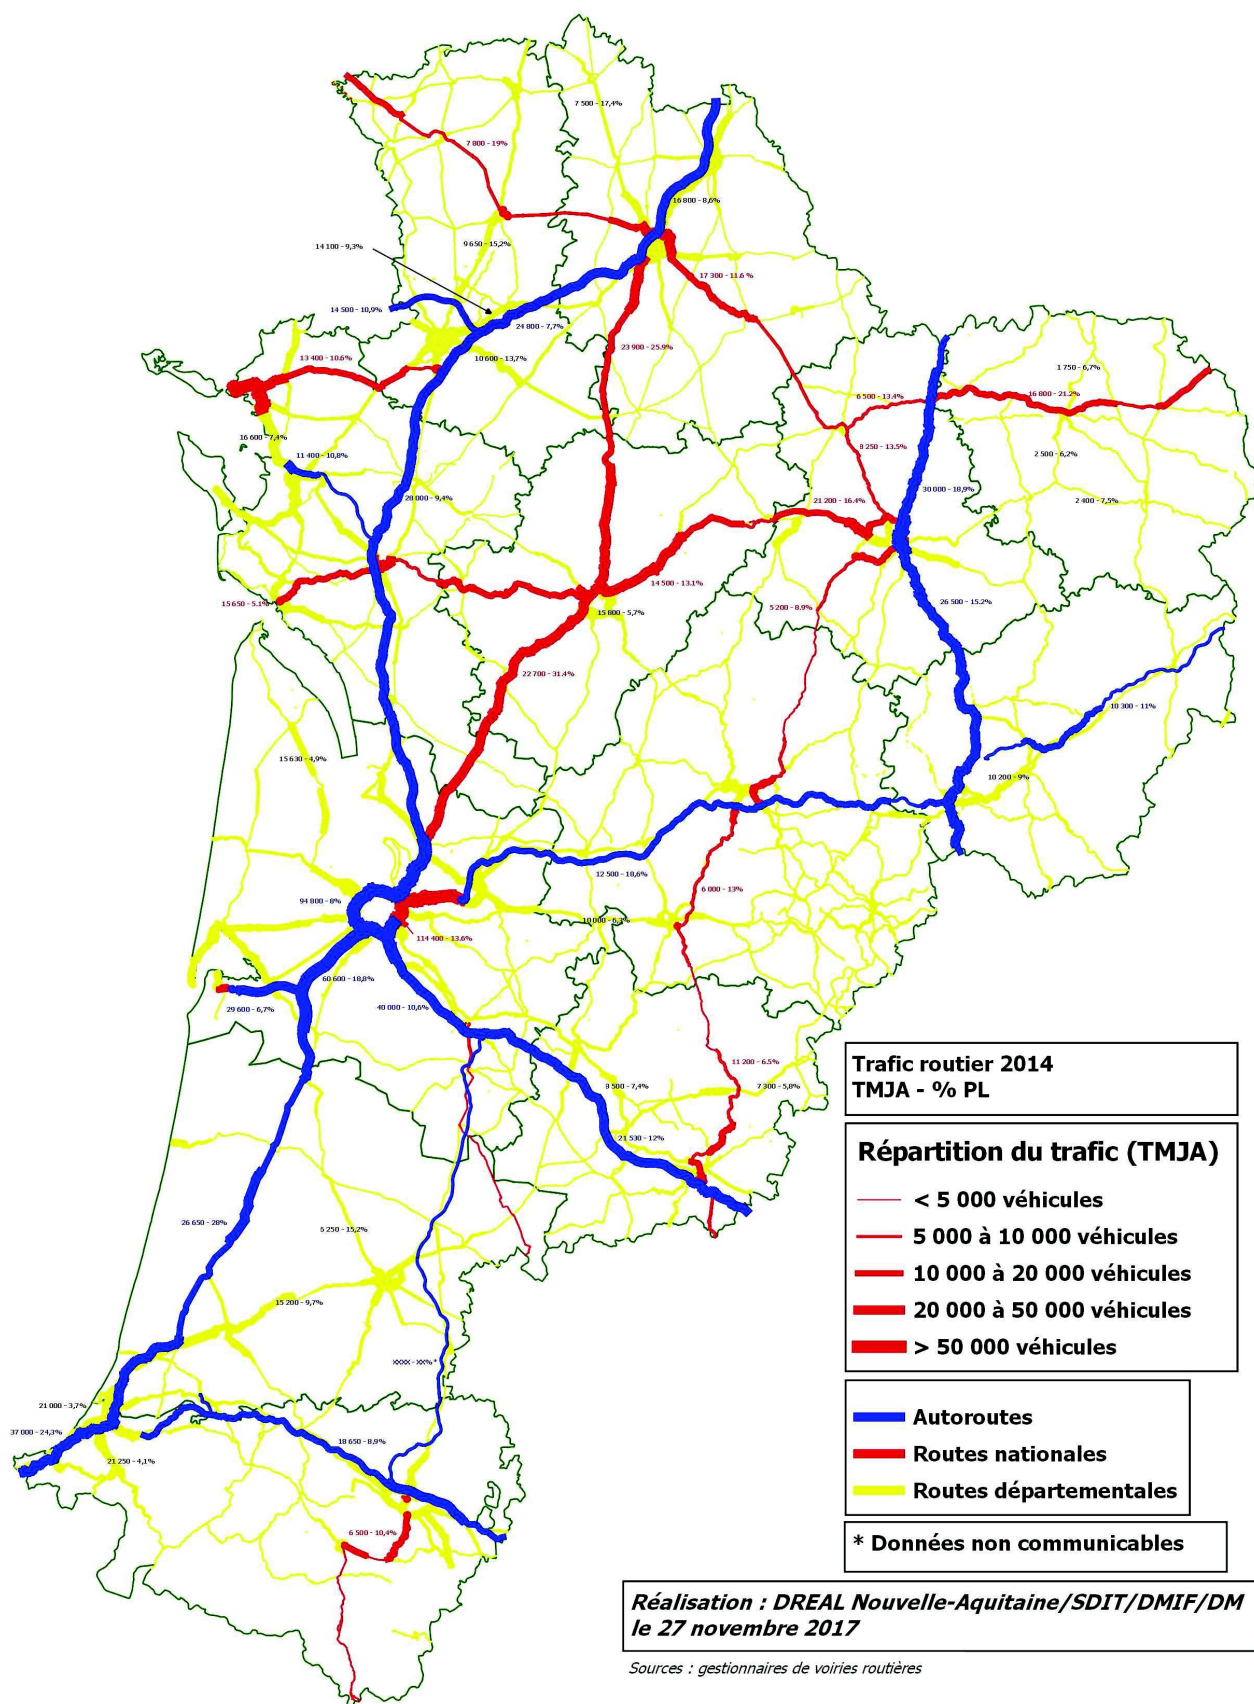 7 500 - 17,4%
7 800 - 19%
16 800 - 8,6%
9 650 - 15,2%
14 100 - 9,3%
17 300 - 11.6 %
14 500 - 10,9%
24 800 - 7,7%
23 900 - 25.9%
13 400 - 10.6%
10 600 - 13,7%
1 750 - 6,7%
16 800 - 21.2%
6 500 - 13.4%
16 600 - 7,4%
11 400 - 10,8%
8 250 - 13.5%
2 500 - 6,2%
28 000 - 9,4%
30 000 - 18,9%
21 200 - 16.4%
2 400 - 7,5%
14 500 - 13.1%
15 650 - 5.1%
15 800 - 5,7%
5 200 - 8.9%
26 500 - 15.2%
22 700 - 31.4%
10 300 - 11%
15 630 - 4,9%
10 200 - 9%
12 500 - 18,6%
6 000 - 13%
94 800 - 8%
10 000 - 6,3%
114 400 - 13.6%
60 600 - 18,8%
29 600 - 6,7%
40 000 - 10,6%
11 200 - 6.5%
7 300 - 5,8%
500 - 7,4%
21 530 - 12%
26 650 - 28%
250 - 15,2%
15 200 - 9,7%
xxxx - xx% *
21 000 - 3,7%
37 000 - 24,3%
18 650 - 8,9%
21 250 - 4,1%
6 500 - 10,4%
Trafic routier 2014
TMJA - % PL
Répartition du trafic (TMJA)
< 5 000 véhicules
5 000 à 10 000 véhicules
10 000 à 20 000 véhicules
20 000 à 50 000 véhicules
> 50 000 véhicules
Autoroutes
Routes nationales
Routes départementales
* Données non communicables
Réalisation : DREAL Nouvelle-Aquitaine/SDIT/DMIF/DM
le 27 novembre 2017
Sources : gestionnaires de voiries routières